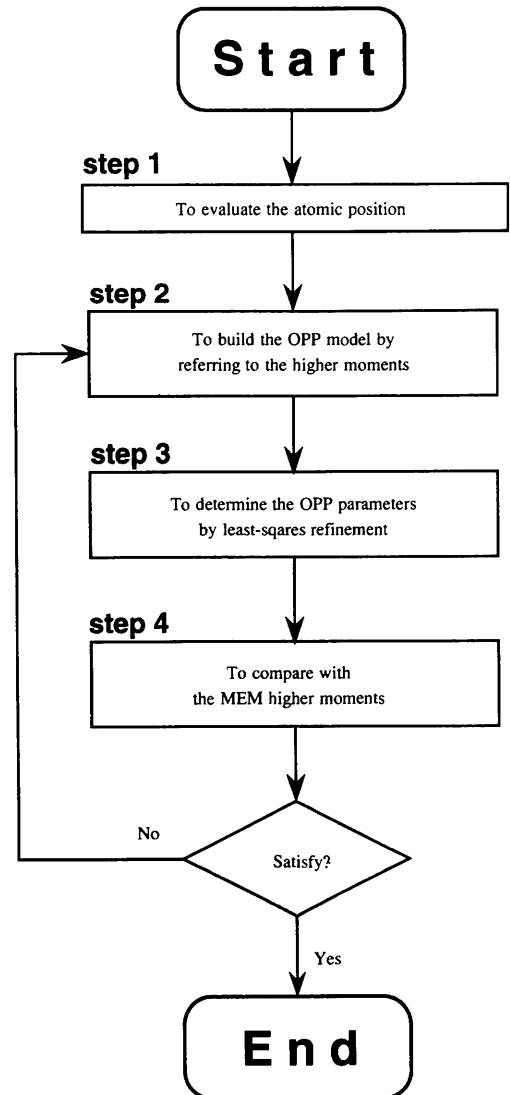 Start
step 1
To evaluate the atomic position
step 2
To build the OPP model by
referring to the higher moments
step 3
To determine the OPP parameters
by least-sqares refinement
step 4
To compare with
the MEM higher moments
Satisfy?
No
Yes
End